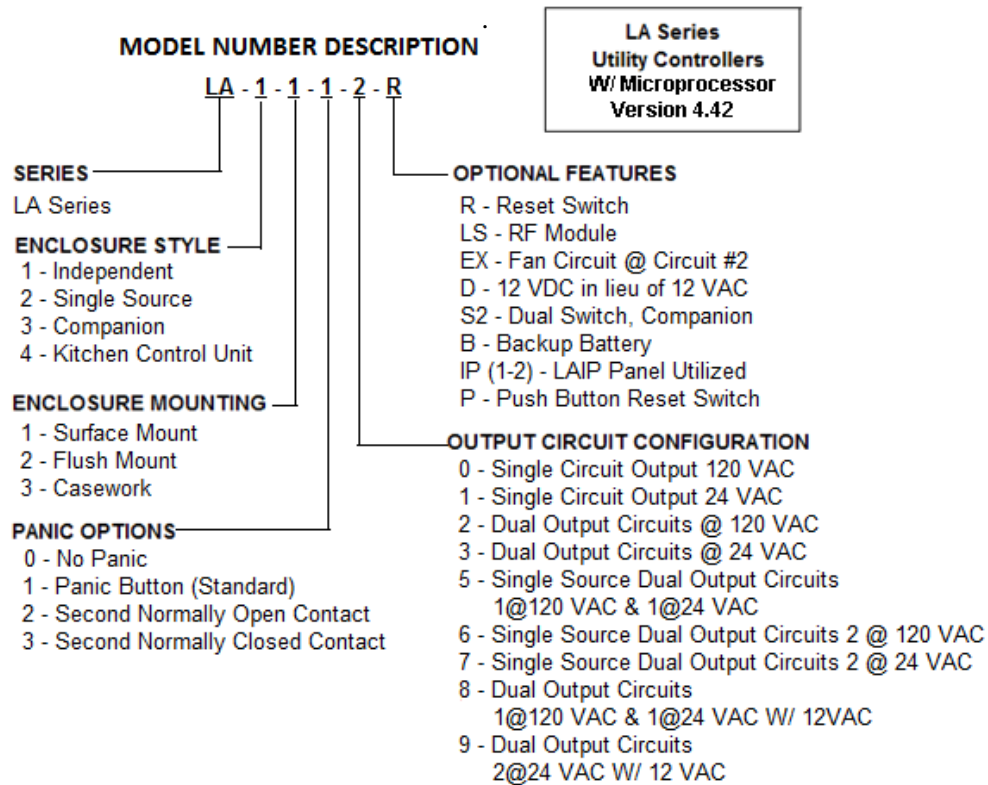 MODEL NUMBER DESCRIPTION
LA - 1 - 1 - 1 - 2 - R
LA Series
Utility Controllers
W/ Microprocessor
Version 4.42
SERIES
LA Series
ENCLOSURE STYLE
1 - Independent
2 - Single Source
3 - Companion
4 - Kitchen Control Unit
ENCLOSURE MOUNTING
1 - Surface Mount
2 - Flush Mount
3 - Casework
PANIC OPTIONS
0 - No Panic
1 - Panic Button (Standard)
2 - Second Normally Open Contact
3 - Second Normally Closed Contact
OPTIONAL FEATURES
R - Reset Switch
LS - RF Module
EX - Fan Circuit @ Circuit #2
D - 12 VDC in lieu of 12 VAC
S2 - Dual Switch, Companion
B - Backup Battery
IP (1-2) - LAIP Panel Utilized
P - Push Button Reset Switch
OUTPUT CIRCUIT CONFIGURATION
0 - Single Circuit Output 120 VAC
1 - Single Circuit Output 24 VAC
2 - Dual Output Circuits @ 120 VAC
3 - Dual Output Circuits @ 24 VAC
5 - Single Source Dual Output Circuits
1@120 VAC & 1@24 VAC
6 - Single Source Dual Output Circuits 2 @ 120 VAC
7 - Single Source Dual Output Circuits 2 @ 24 VAC
8 - Dual Output Circuits
1@120 VAC & 1@24 VAC W/ 12VAC
9 - Dual Output Circuits
2@24 VAC W/ 12 VAC